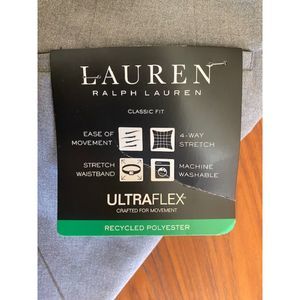 LAUREN
RALPH LAUREN
CLASSIC FIT
EASE OF
MOVEMENT
4-WAY
STRETCH
STRETCH
WAISTBAND
MACHINE
WASHABLE
ULTRAFLEX
CRAFTED FOR MOVEMENT
RECYCLED POLYESTER